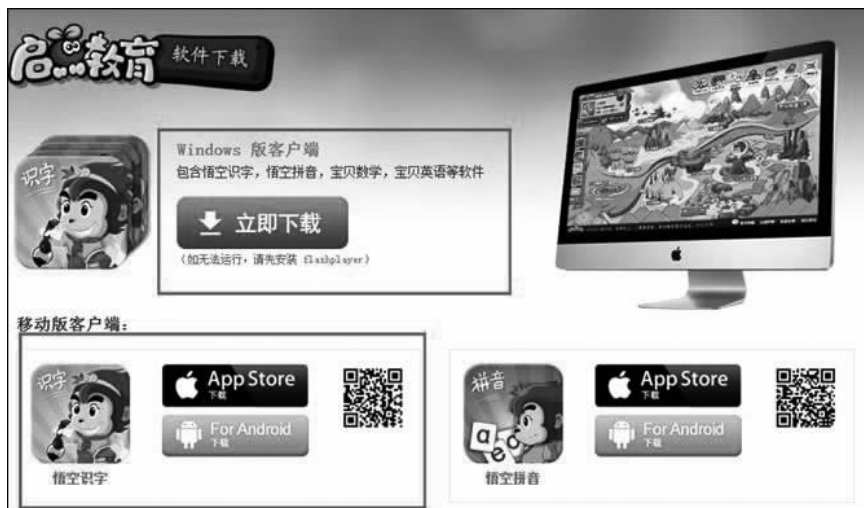 启蒙教育 软件下载
识字
Windows 版客户端
包含悟空识字，悟空拼音，宝贝数学，宝贝英语等软件
立即下载
（如无法运行，请先安装 flashplayer）
移动版客户端：
识字
App Store
下载
For Android
下载
悟空识字
拼音
a e o
App Store
下载
For Android
下载
悟空拼音